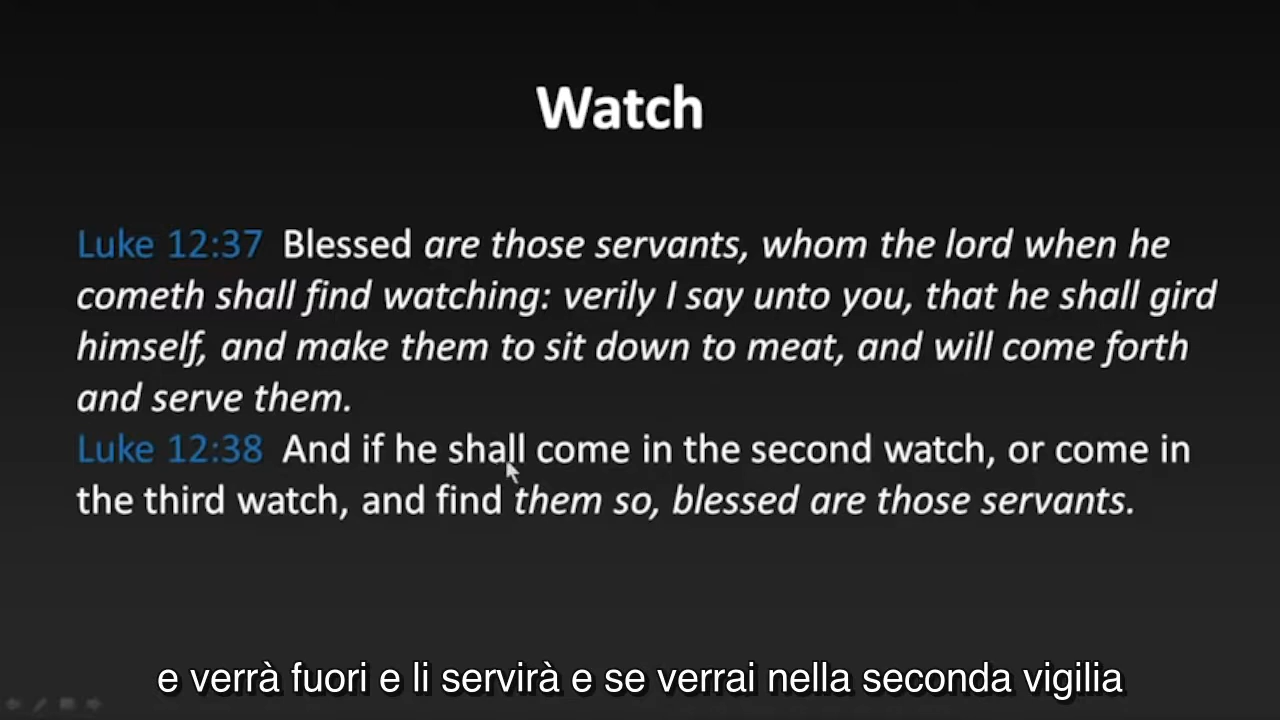 Watch
Luke 12:37 Blessed are those servants, whom the lord when he
cometh shall find watching: verily I say unto you, that he shall gird
himself, and make them to sit down to meat, and will come forth
and serve them.
Luke 12:38 And if he shall come in the second watch, or come in
the third watch, and find them so, blessed are those servants.
e verrà fuori e li servirà e se verrai nella seconda vigilia